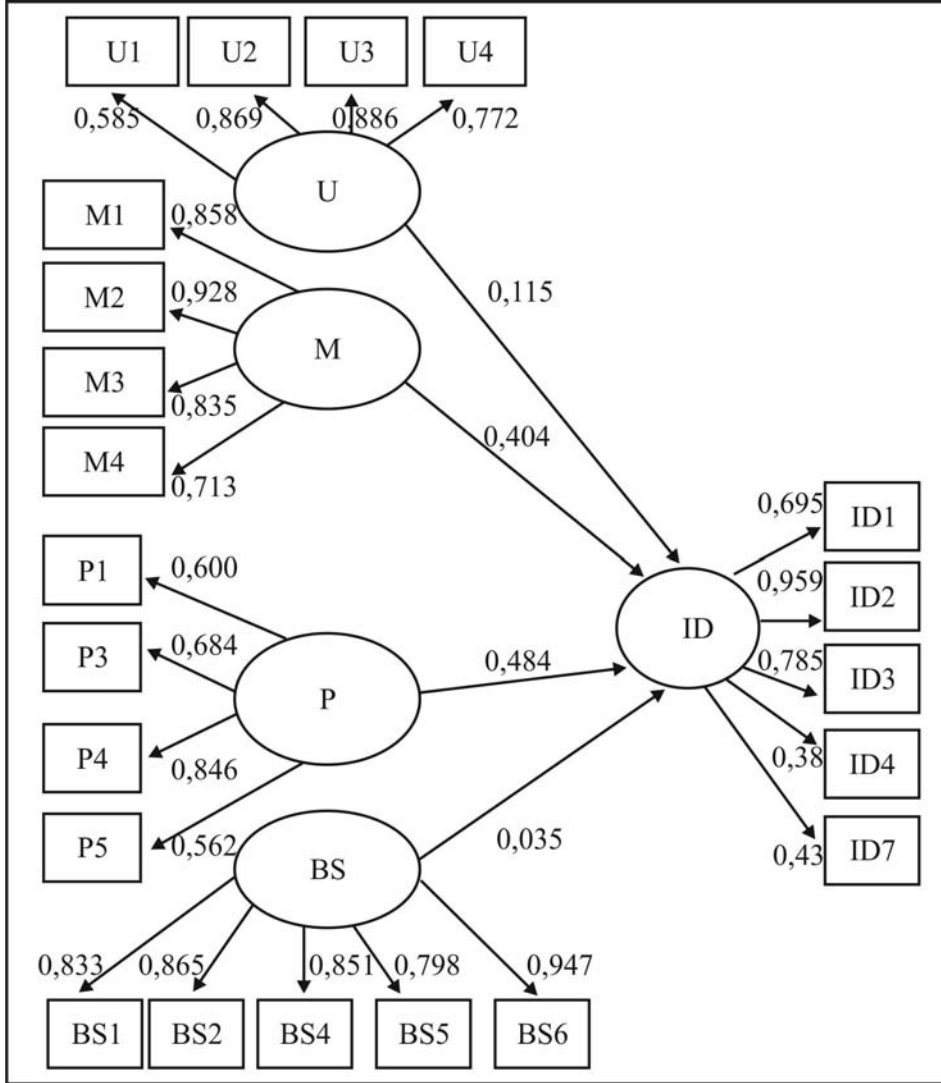 U1 U2 U3 U4
0,585 0,869 0,886 0,772
U
M1 0,858
M2 0,928
M
M3
0,835
M4
0,713
0,115
0,404
P1 0,600
P3 0,684
P
P4
0,846
P5
0,562
0,484
0,035
ID
0,695 ID1
0,959 ID2
0,785 ID3
0,38 ID4
0,43 ID7
BS
0,833 0,865 0,851 0,798 0,947
BS1 BS2 BS4 BS5 BS6